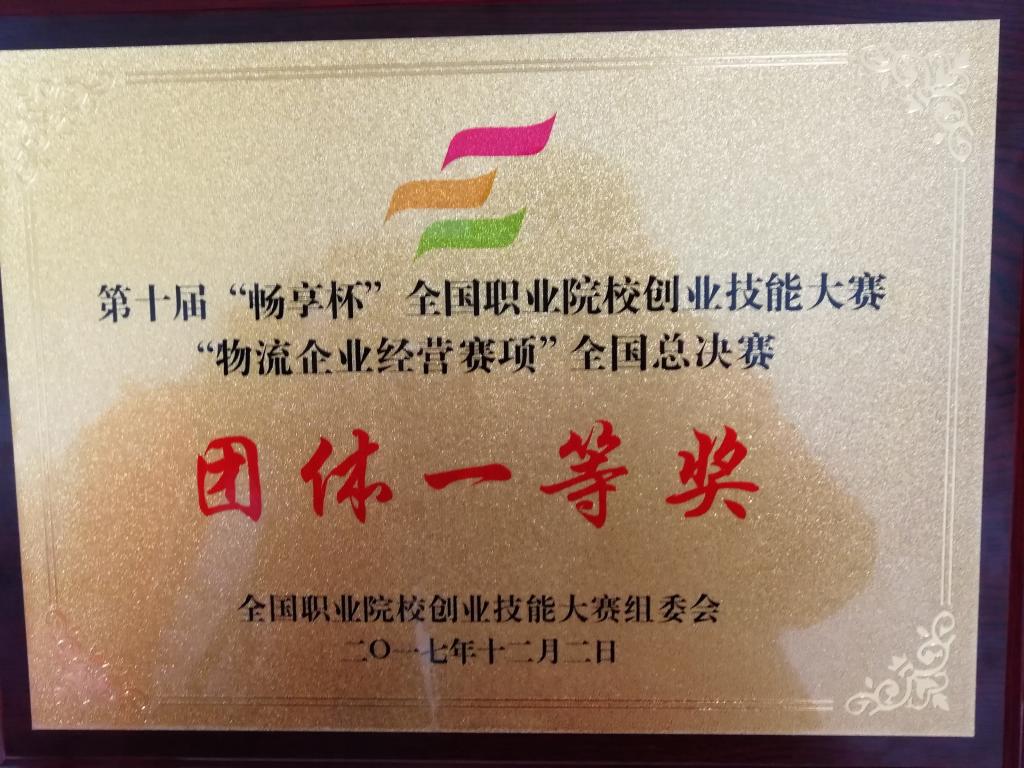 第十届“畅享杯”全国职业院校创业技能大赛
“物流企业经营赛项”全国总决赛
团体一等奖
全国职业院校创业技能大赛组委会
二〇一七年十二月二日